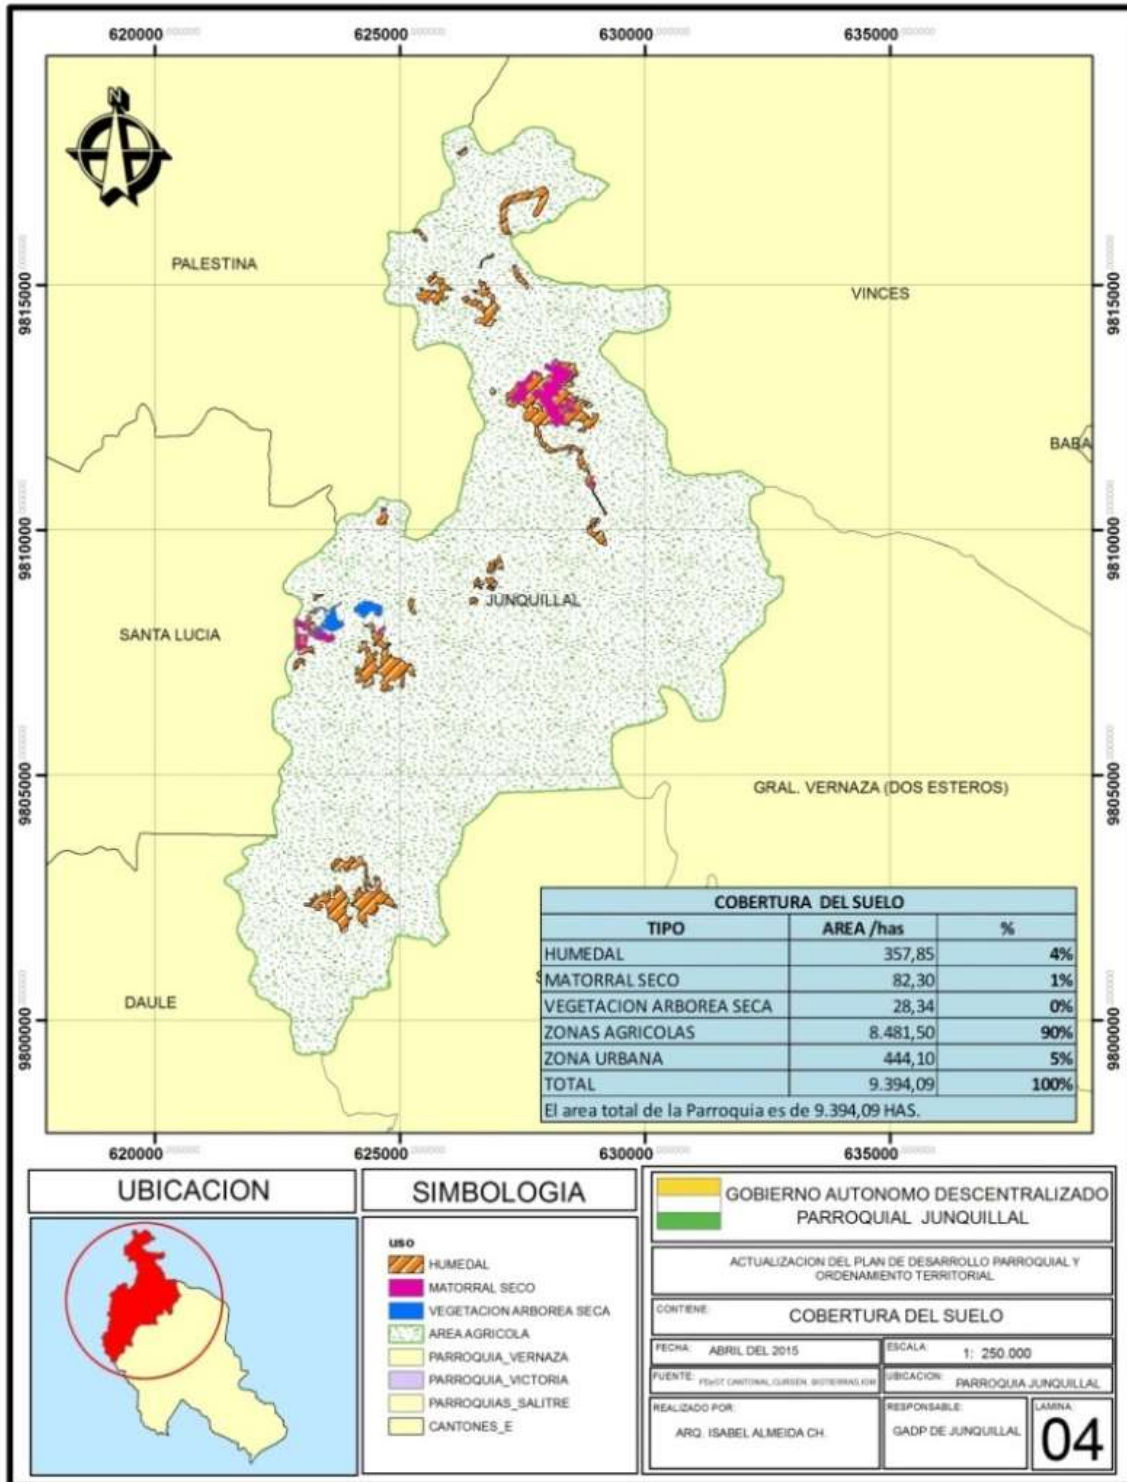 620000 625000 630000 635000
N
PALESTINA
VINCES
9815000 9815000
BABA
9810000 9810000
JUNQUILLAL
SANTA LUCIA
9805000 9805000
GRAL. VERNAZA (DOS ESTEROS)
DAULE
9800000 9800000
COBERTURA DEL SUELO
TIPO AREA /has %
HUMEDAL 357,85 4%
MATORRAL SECO 82,30 1%
VEGETACION ARBOREA SECA 28,34 0%
ZONAS AGRICOLAS 8.481,50 90%
ZONA URBANA 444,10 5%
TOTAL 9.394,09 100%
El area total de la Parroquia es de 9.394,09 HAS.
620000 625000 630000 635000
UBICACION
SIMBOLOGIA
uso
HUMEDAL
MATORRAL SECO
VEGETACION ARBOREA SECA
AREA AGRICOLA
PARROQUIA_VERNAZA
PARROQUIA_VICTORIA
PARROQUIAS_SALITRE
CANTONES_E
GOBIERNO AUTONOMO DESCENTRALIZADO
PARROQUIAL JUNQUILLAL
ACTUALIZACION DEL PLAN DE DESARROLLO PARROQUIAL Y
ORDENAMIENTO TERRITORIAL
CONTIENE: COBERTURA DEL SUELO
FECHA: ABRIL DEL 2015
ESCALA: 1: 250.000
FUENTE:
UBICACION: PARROQUIA JUNQUILLAL
REALIZADO POR:
ARQ. ISABEL ALMEIDA CH.
RESPONSABLE:
GADP DE JUNQUILLAL
LAMINA:
04